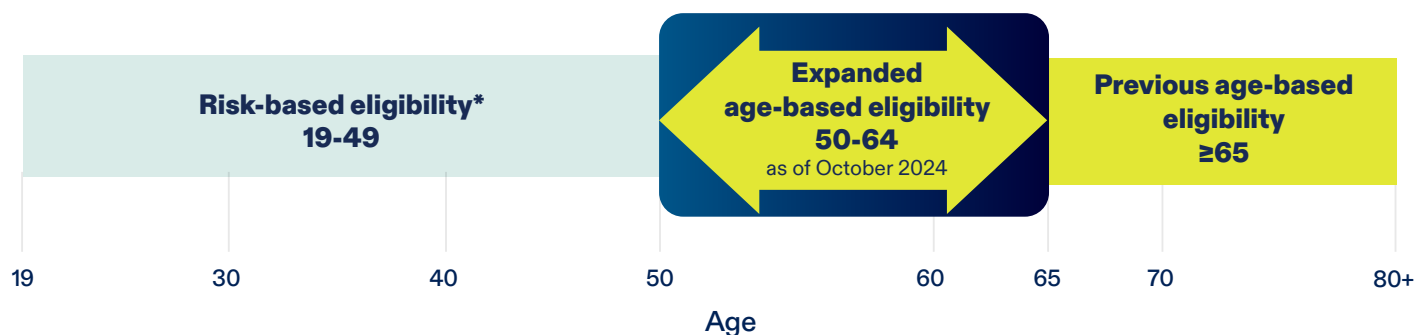 Risk-based eligibility*
19-49
Expanded
age-based eligibility
50-64
as of October 2024
Previous age-based
eligibility
≥65
19
30
40
50
60
65
70
80+
Age